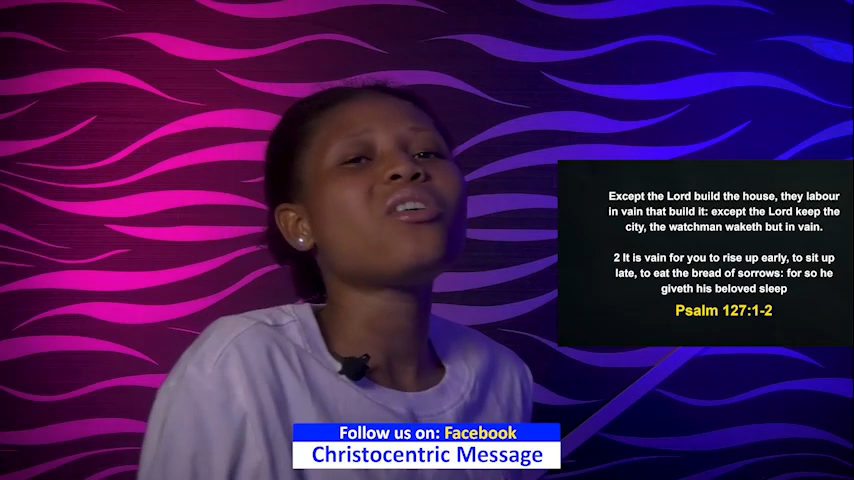 Except the Lord build the house, they labour
in vain that build it: except the Lord keep the
city, the watchman waketh but in vain.
2 It is vain for you to rise up early, to sit up
late, to eat the bread of sorrows: for so he
giveth his beloved sleep
Psalm 127:1-2
Follow us on: Facebook
Christocentric Message